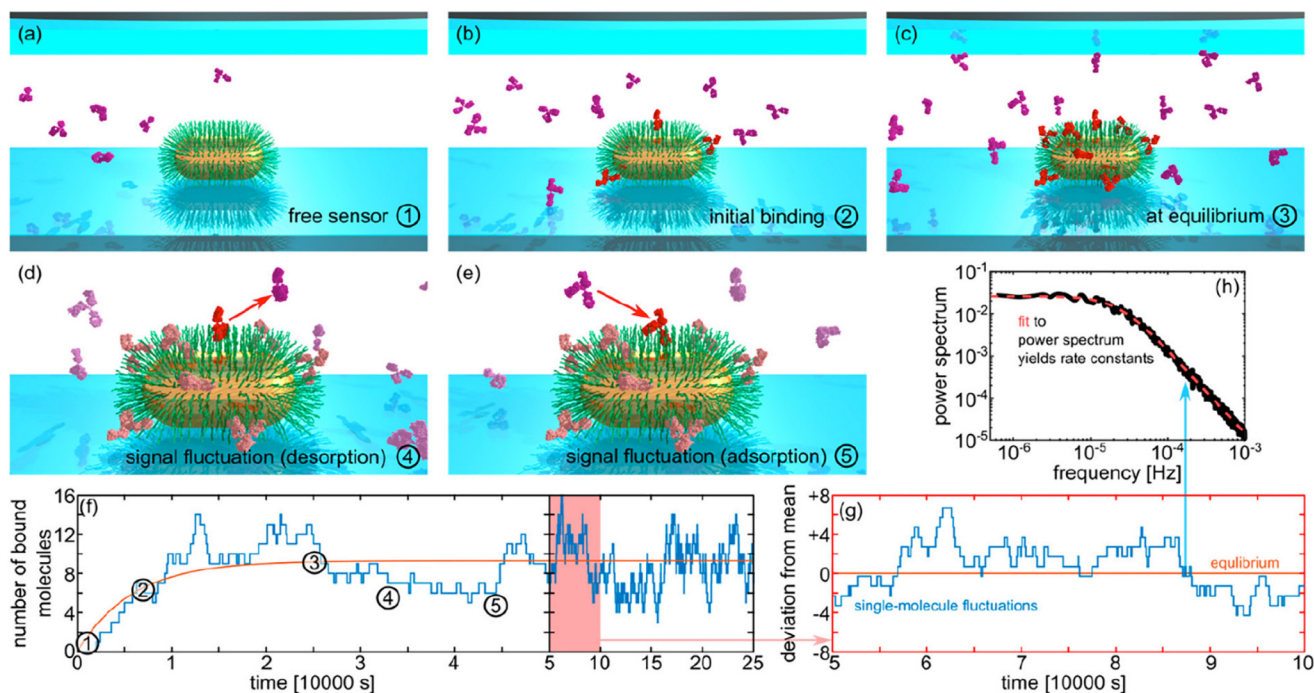 (a)
free sensor ①
(b)
initial binding ②
(c)
at equilibrium ③
(d)
signal fluctuation (desorption) ④
(e)
signal fluctuation (adsorption) ⑤
(h)
10-1
10-2
10-3
10-4
10-5
power spectrum
fit to
power spectrum
yields rate constants
10-6 10-5 10-4 10-3
frequency [Hz]
(f)
16
12
8
4
0
number of bound
molecules
① ② ③ ④ ⑤
0 1 2 3 4 5 10 15 20 25
time [10000 s]
(g)
+8
+4
0
-4
-8
deviation from mean
equlibrium
single-molecule fluctuations
5 6 7 8 9 10
time [10000 s]